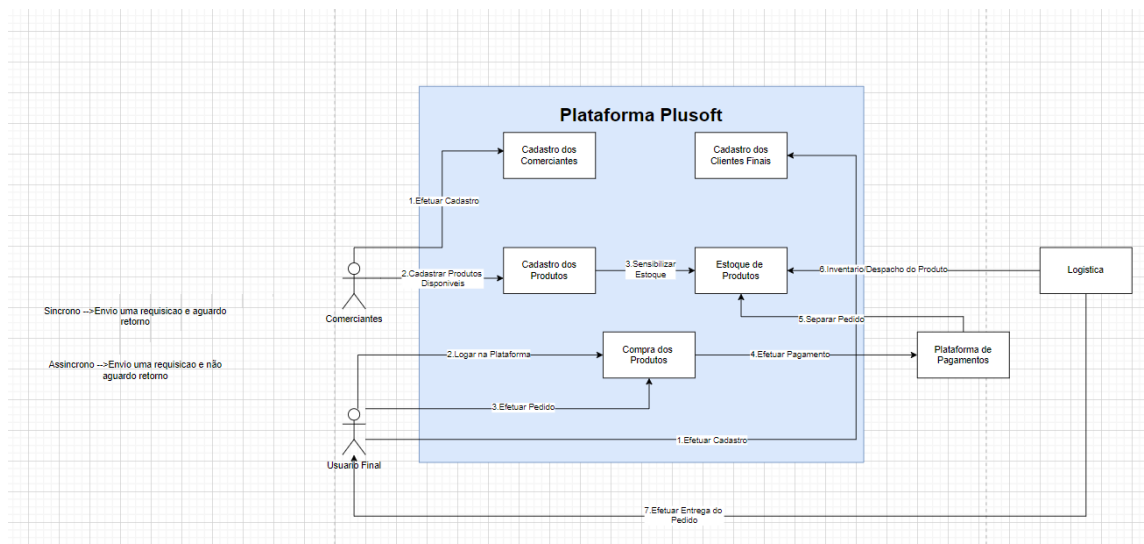 Plataforma Plusoft
Cadastro dos
Comerciantes
Cadastro dos
Clientes Finais
1.Efetuar Cadastro
Cadastro dos
Produtos
3.Sensibilizar
Estoque
Estoque de
Produtos
6.Inventario/Despacho do Produto
Logistica
2.Cadastrar Produtos
Disponiveis
Comerciantes
Sincrono -->Envio uma requisicao e aguardo
retorno
5.Separar Pedido
2.Logar na Plataforma
Compra dos
Produtos
4.Efetuar Pagamento
Plataforma de
Pagamentos
Assincrono -->Envio uma requisicao e não
aguardo retorno
3.Efetuar Pedido
1.Efetuar Cadastro
Usuario Final
7.Efetuar Entrega do
Pedido